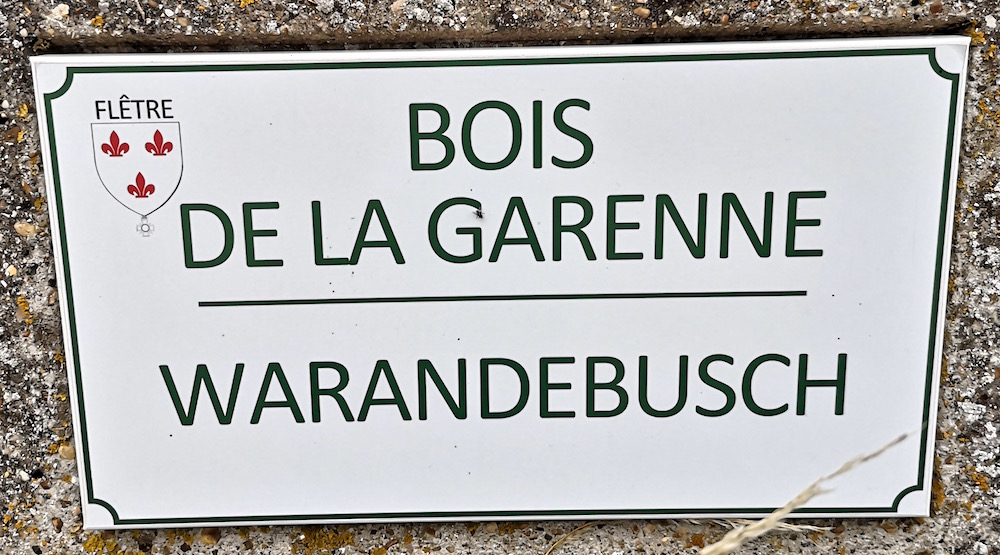 FLÊTRE
BOIS
DE LA GARENNE
WARANDEBUSCH